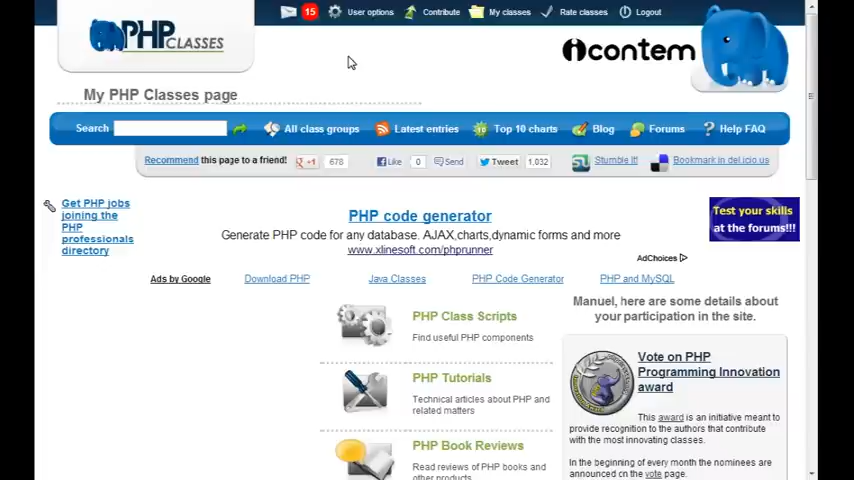 15 User options Contribute My classes Rate classes Logout
PHP CLASSES
icontem
My PHP Classes page
Search All class groups Latest entries 10 Top 10 charts Blog Forums ? Help FAQ
Recommend this page to a friend! +1 678 Like 0 Send Tweet 1,032 Stumble It! Bookmark in del.icio.us
Get PHP jobs
joining the
PHP
professionals
directory
PHP code generator
Generate PHP code for any database. AJAX,charts,dynamic forms and more
www.xlinesoft.com/phprunner
AdChoices
Test your skills
at the forums!!!
Ads by Google Download PHP Java Classes PHP Code Generator PHP and MySQL
PHP Class Scripts
Find useful PHP components
PHP Tutorials
Technical articles about PHP and
related matters
PHP Book Reviews
Read reviews of PHP books and
other products
Manuel, here are some details about
your participation in the site.
Vote on PHP
Programming Innovation
award
This award is an initiative meant to
provide recognition to the authors that contribute
with the most innovating classes.
In the beginning of every month the nominees are
announced on the vote page.